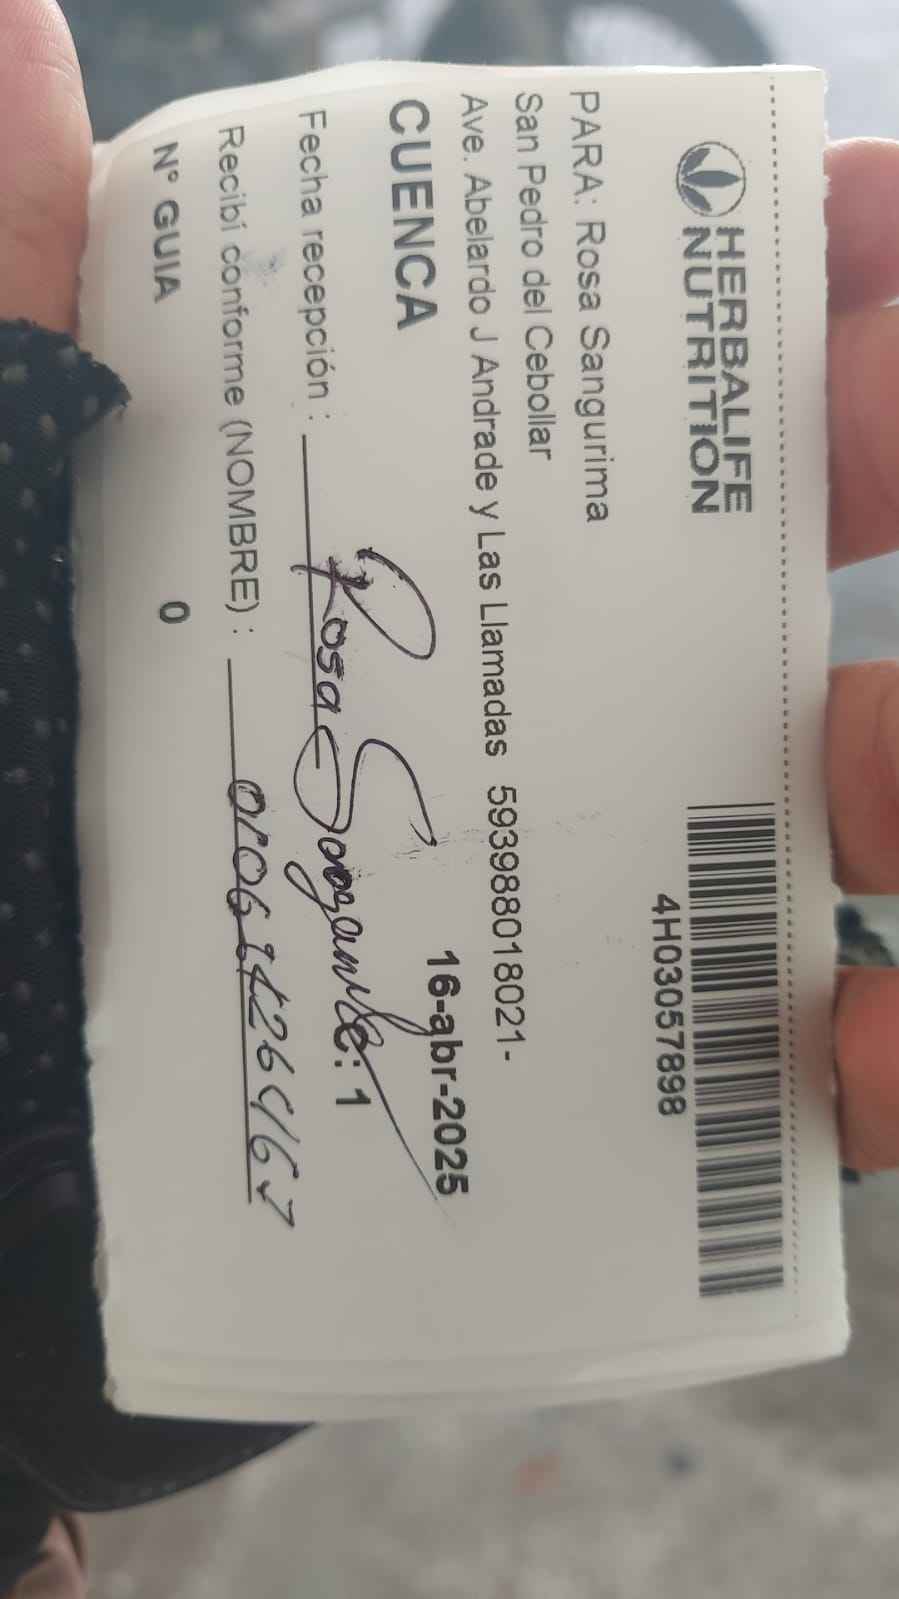 HERBALIFE
NUTRITION
4H03057898
PARA: Rosa Sangurima
San Pedro del Cebollar
Ave. Abelardo J Andrade y Las Llamadas 593988018021-
CUENCA 16-abr-2025
Rosa
Fecha recepción : : 1
Recibí conforme (NOMBRE) :
N° GUIA 0